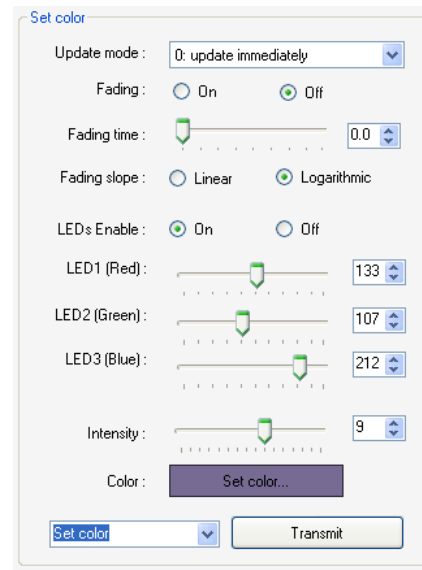 Set color
Update mode : 0: update immediately
Fading : On Off
Fading time : 0.0
Fading slope : Linear Logarithmic
LEDs Enable : On Off
LED1 (Red) : 133
LED2 (Green) : 107
LED3 (Blue) : 212
Intensity : 9
Color : Set color...
Set color Transmit